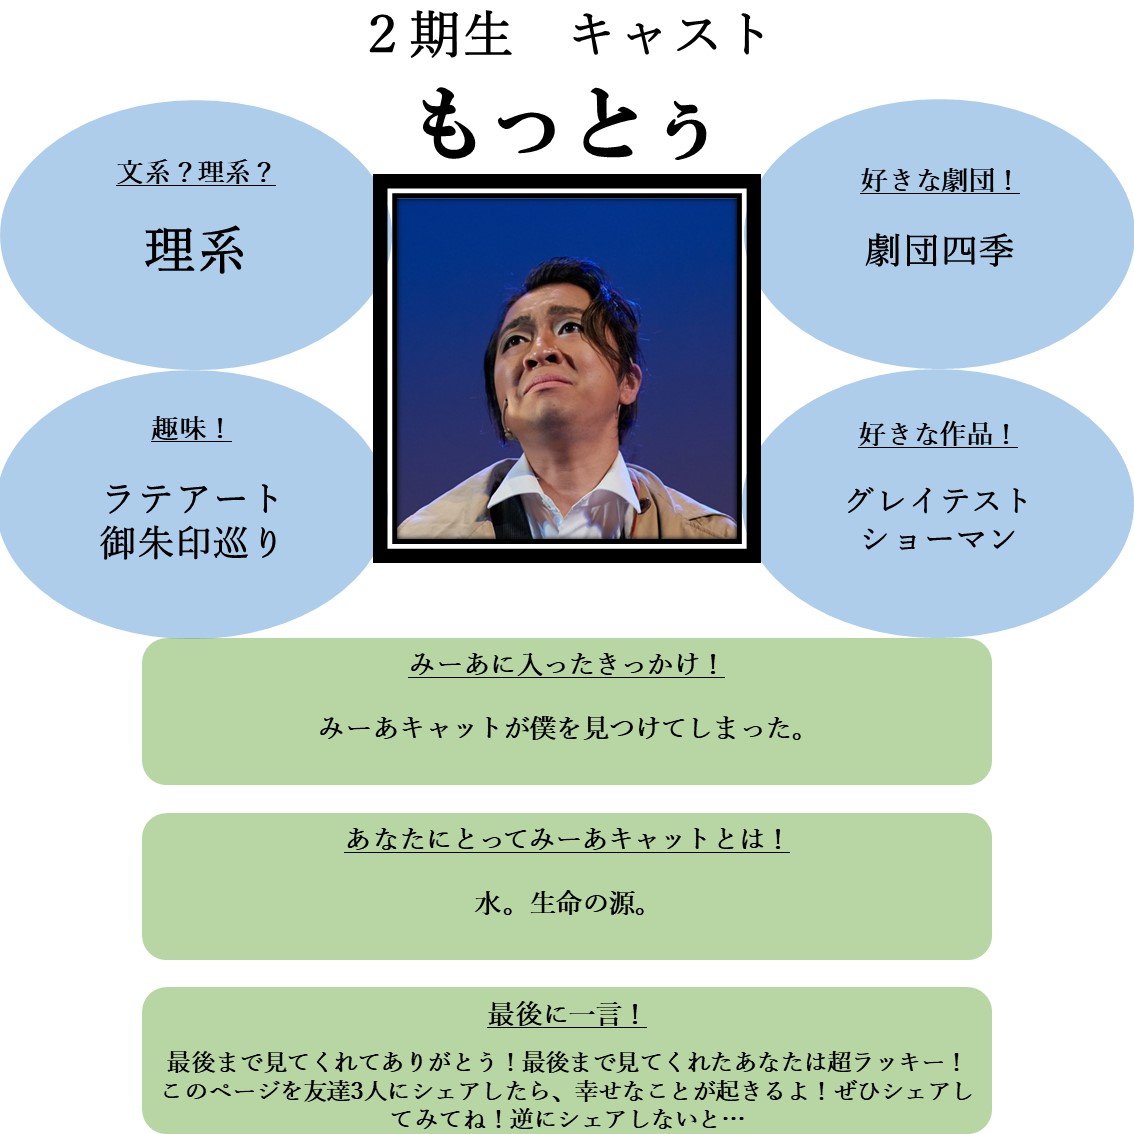 ２期生　キャスト
もっとぅ
文系？理系？
理系
好きな劇団！
劇団四季
趣味！
ラテアート
御朱印巡り
好きな作品！
グレイテスト
ショーマン
みーあに入ったきっかけ！
みーあキャットが僕を見つけてしまった。
あなたにとってみーあキャットとは！
水。生命の源。
最後に一言！
最後まで見てくれてありがとう！最後まで見てくれたあなたは超ラッキー！
このページを友達3人にシェアしたら、幸せなことが起きるよ！ぜひシェアし
てみてね！逆にシェアしないと…